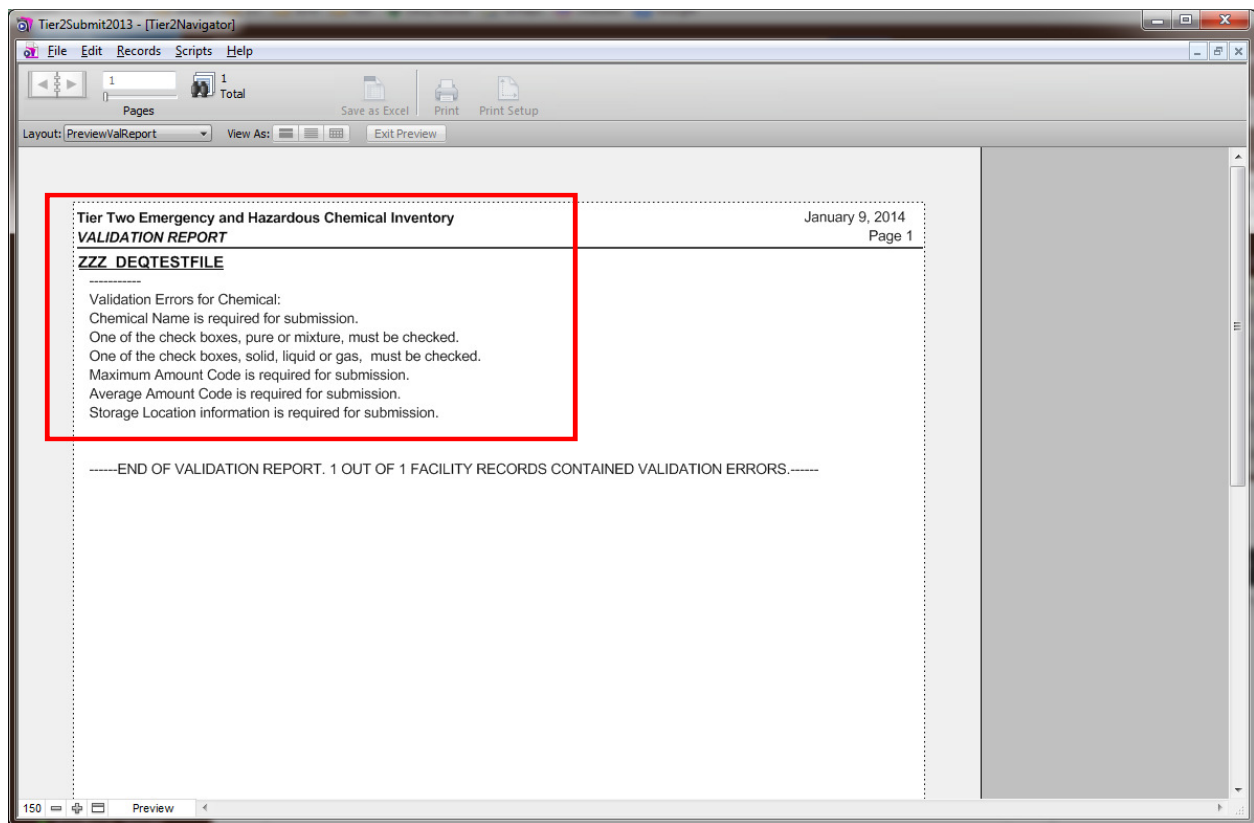 Tier2Submit2013 - [Tier2Navigator]
File Edit Records Scripts Help
1
Pages
1
Total
Save as Excel Print Print Setup
Layout: PreviewValReport View As: Exit Preview
Tier Two Emergency and Hazardous Chemical Inventory January 9, 2014
VALIDATION REPORT Page 1
ZZZ DEQTESTFILE
-----------
Validation Errors for Chemical:
Chemical Name is required for submission.
One of the check boxes, pure or mixture, must be checked.
One of the check boxes, solid, liquid or gas, must be checked.
Maximum Amount Code is required for submission.
Average Amount Code is required for submission.
Storage Location information is required for submission.
------END OF VALIDATION REPORT. 1 OUT OF 1 FACILITY RECORDS CONTAINED VALIDATION ERRORS.------
150 Preview